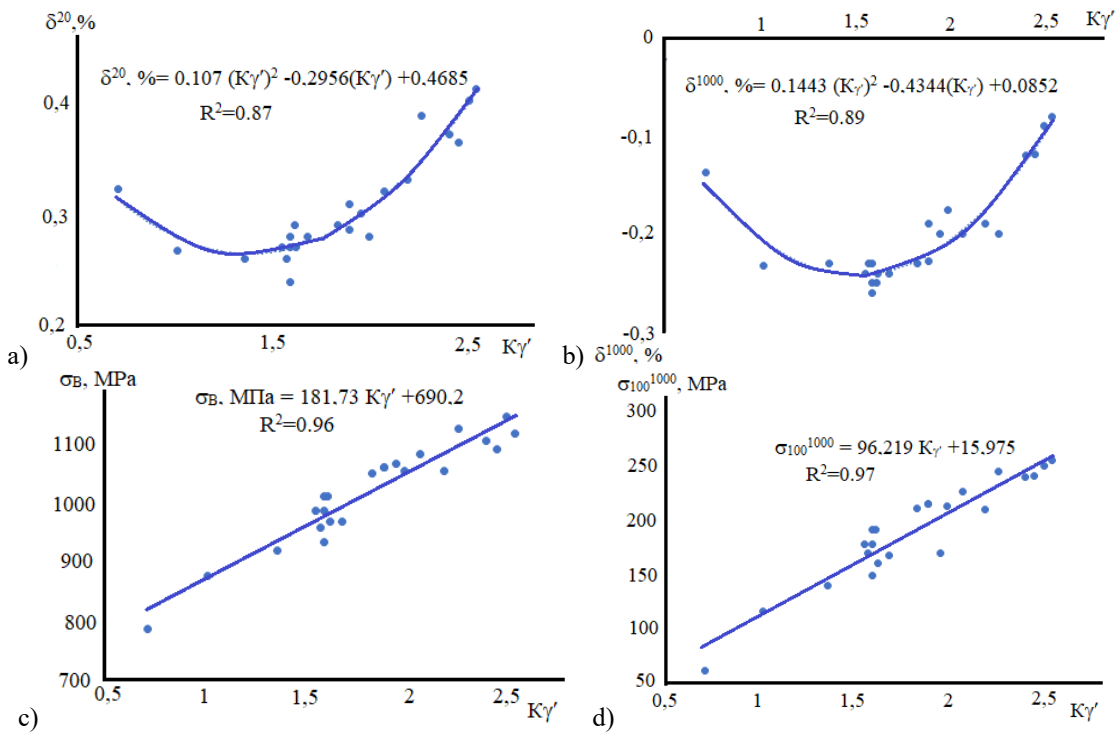 δ²⁰,%
0,4
0,3
0,2
δ²⁰, %= 0.107 (Kγ′)² -0.2956(Kγ′) +0.4685
R²=0.87
0,5
1,5
2,5
Kγ′
a)
1
1,5
2
2,5
Kγ′
0
-0,1
-0,2
-0,3
δ¹⁰⁰⁰, %= 0.1443 (Kᵧ′)² -0.4344(Kᵧ′) +0.0852
R²=0.89
b)
δ¹⁰⁰⁰, %
σB, MPa
1100
1000
900
800
700
σB, МПа = 181,73 Kγ′ +690,2
R²=0.96
0,5
1
1,5
2
2,5
Kγ′
c)
σ₁₀₀¹⁰⁰⁰, MPa
300
250
200
150
100
50
σ₁₀₀¹⁰⁰⁰ = 96.219 Kᵧ′ +15,975
R²=0.97
0,5
1
1,5
2
2,5
Kγ′
d)